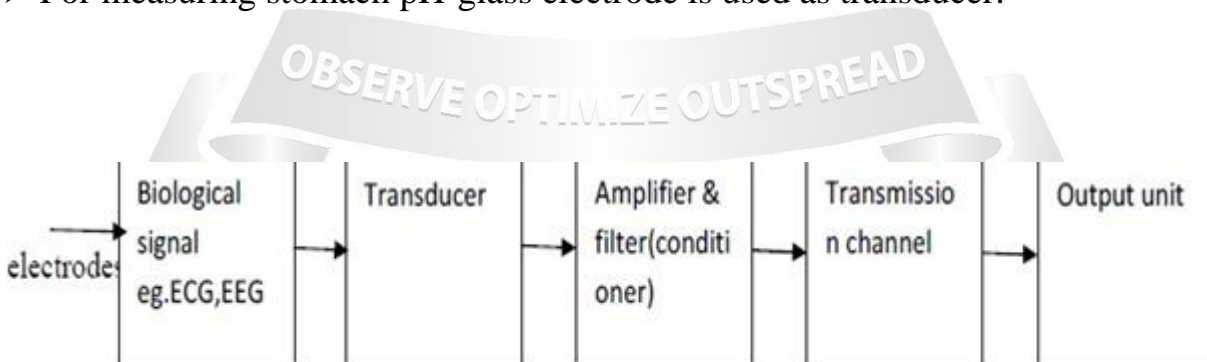 For measuring stomach pH glass electrode is used as transducer.
OBSERVE OPTIMIZE OUTSPREAD
electrodes
Biological
signal
eg.ECG,EEG
Transducer
Amplifier &
filter(conditi
oner)
Transmissio
n channel
Output unit